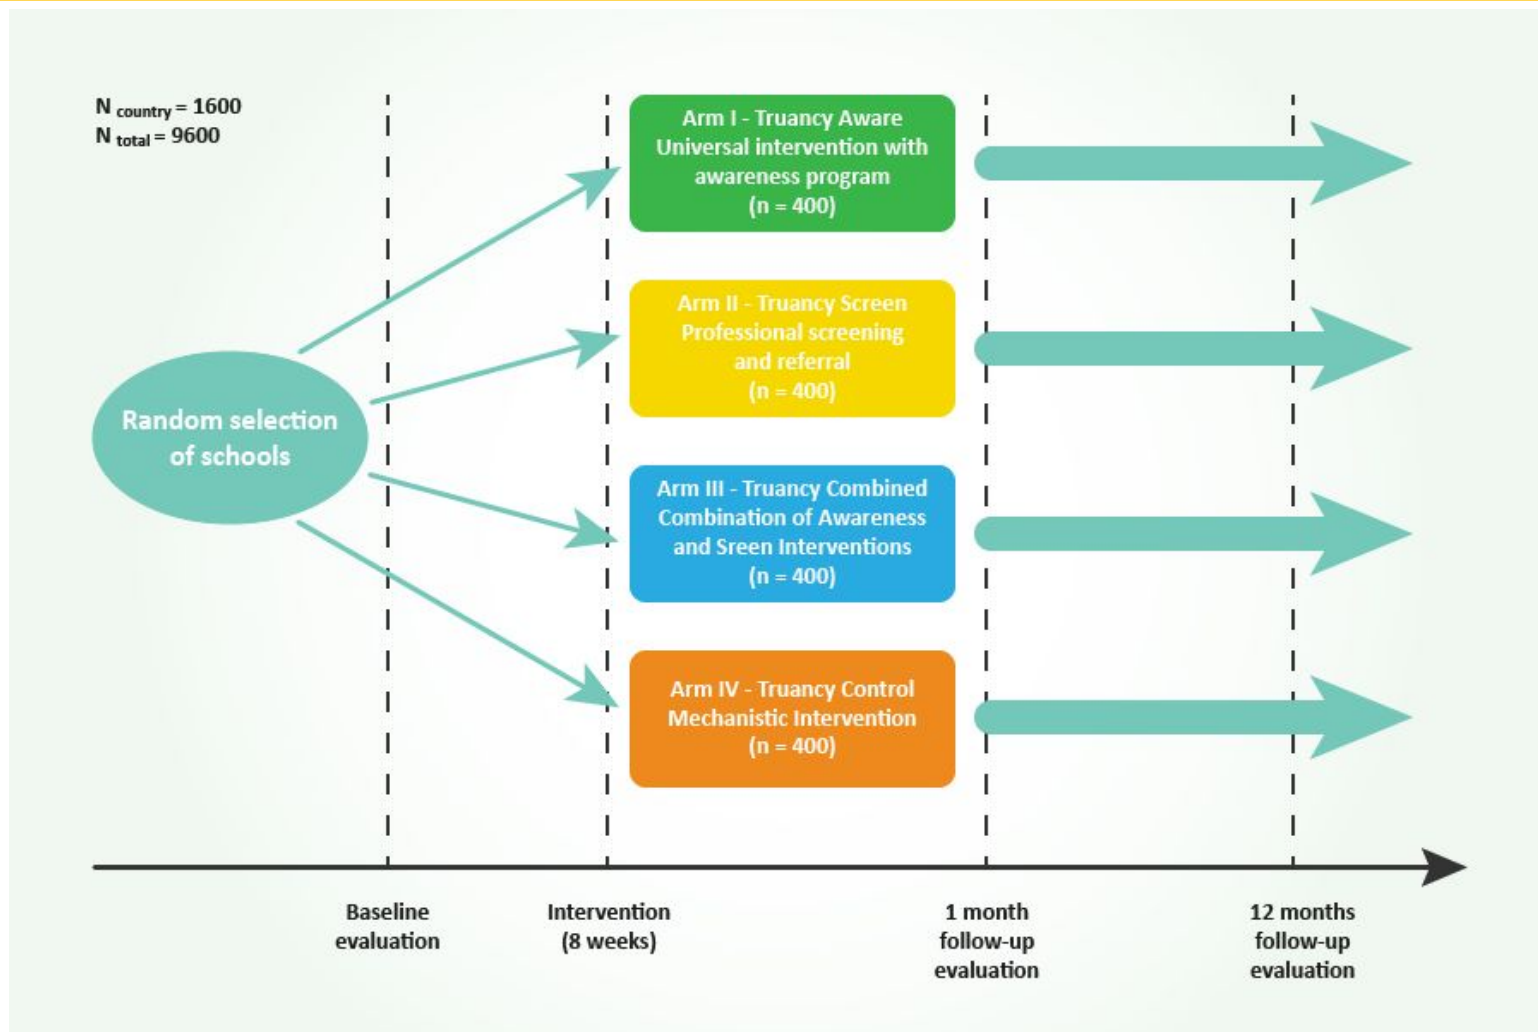 N country = 1600
N total = 9600
Random selection
of schools
Arm I - Truancy Aware
Universal intervention with
awareness program
(n = 400)
Arm II - Truancy Screen
Professional screening
and referral
(n = 400)
Arm III - Truancy Combined
Combination of Awareness
and Sreen Interventions
(n = 400)
Arm IV - Truancy Control
Mechanistic Intervention
(n = 400)
Baseline
evaluation
Intervention
(8 weeks)
1 month
follow-up
evaluation
12 months
follow-up
evaluation